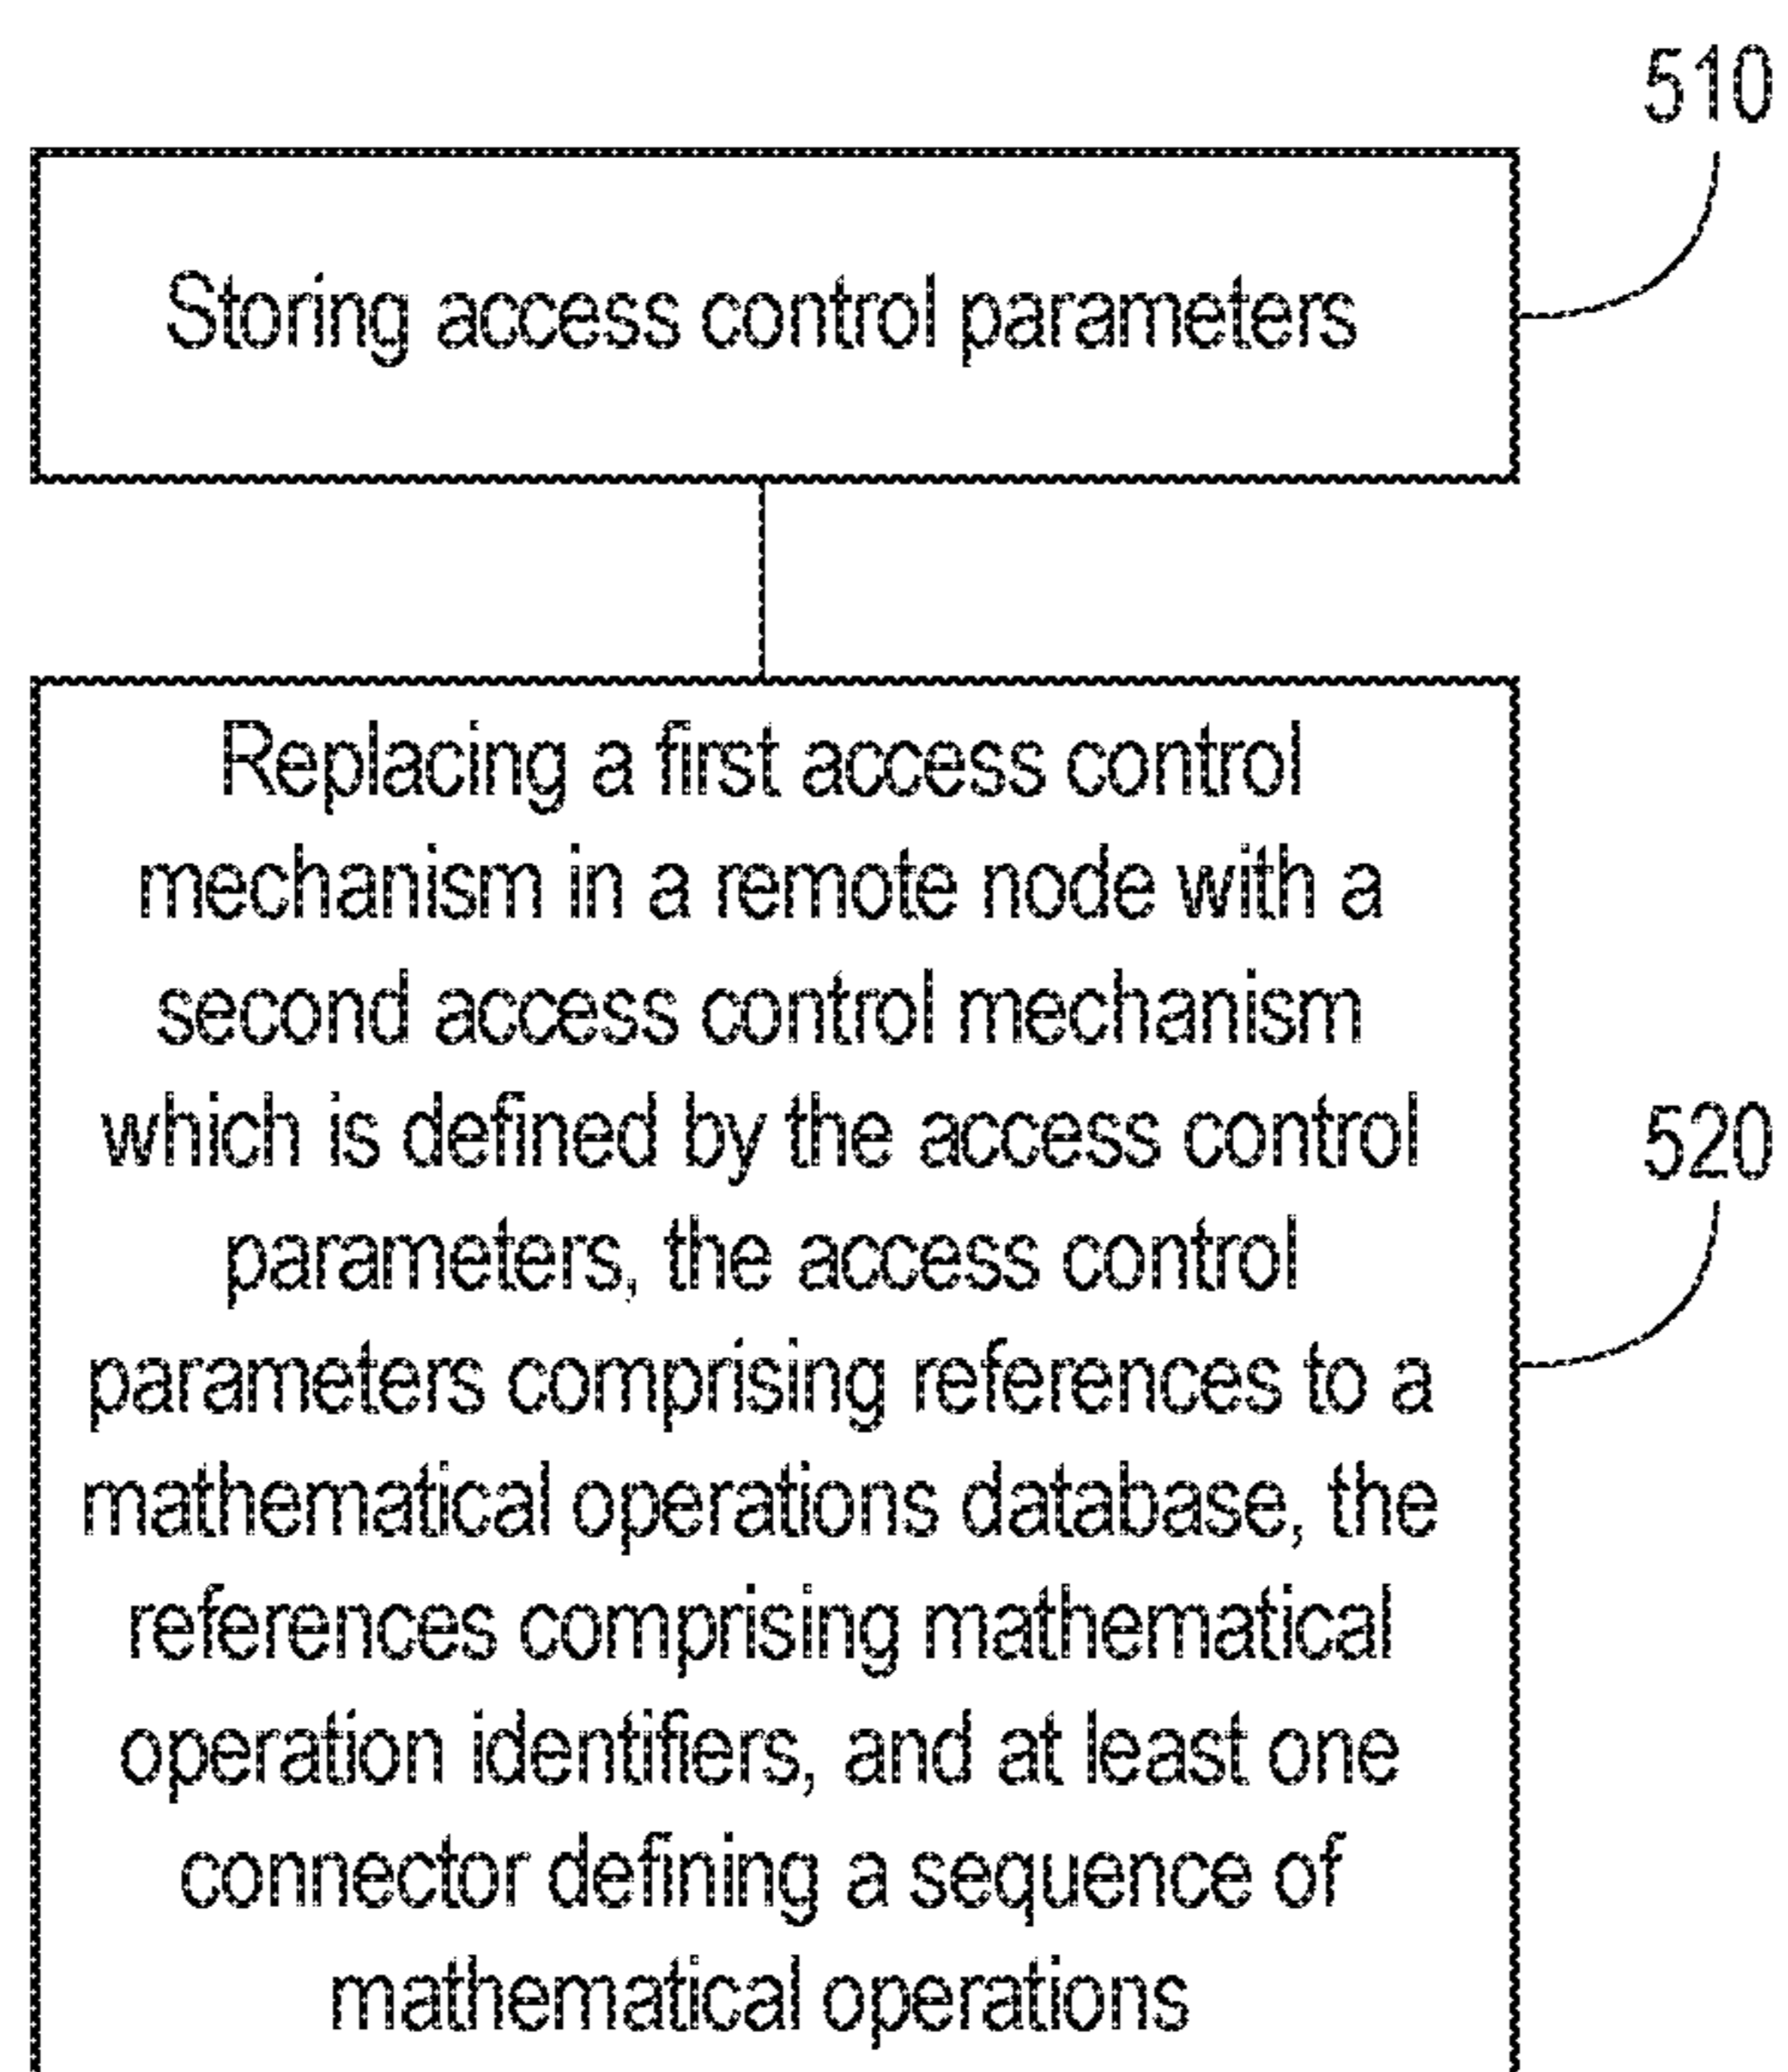 510
Storing access control parameters
Replacing a first access control
mechanism in a remote node with a
second access control mechanism
which is defined by the access control
parameters, the access control
parameters comprising references to a
mathematical operations database, the
references comprising mathematical
operation identifiers, and at least one
connector defining a sequence of
mathematical operations
520